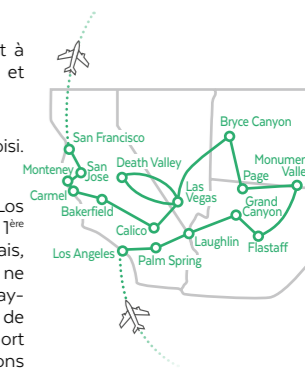 t à
et
oisi.
Los
1ère
ais,
ne
ay-
de
ort
ons
San Francisco
Monteney
San
Jose
Carmel
Bakerfield
Death Valley
Calico
Las
Vegas
Los Angeles
Palm Spring
Laughlin
Bryce Canyon
Page
Monumen
Valle
Grand
Canyon
Flastaff